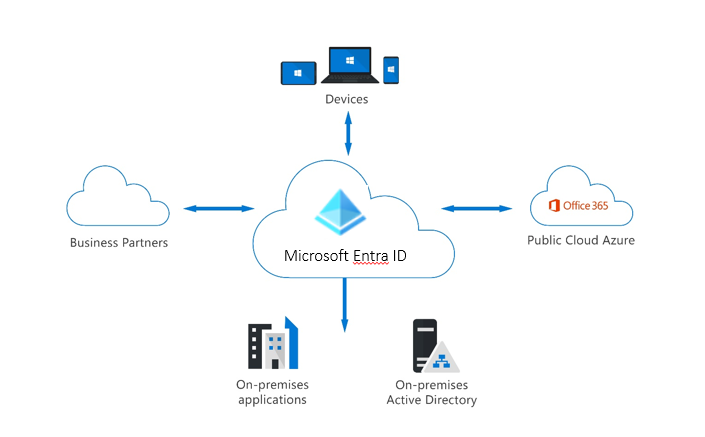 Devices
Business Partners
Microsoft Entra ID
Office 365
Public Cloud Azure
On-premises
applications
On-premises
Active Directory